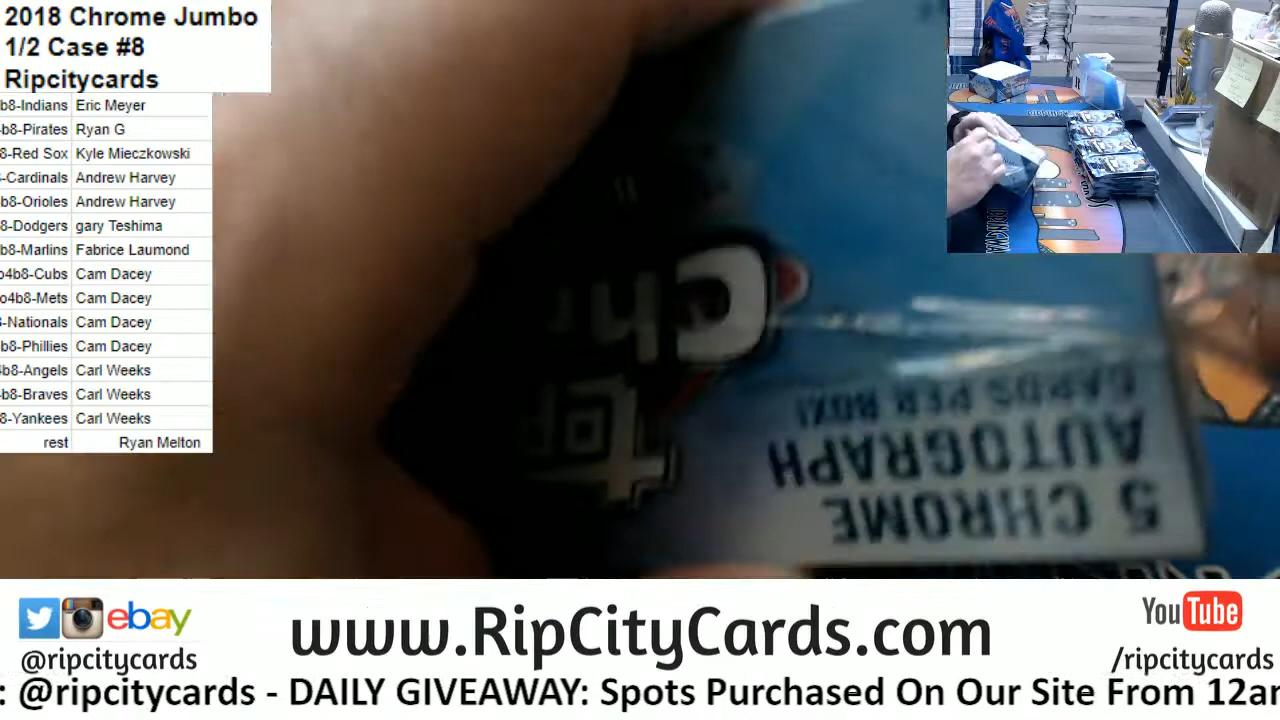 2018 Chrome Jumbo
1/2 Case #8
Ripcitycards
b8-Indians Eric Meyer
4b8-Pirates Ryan G
8-Red Sox Kyle Mieczkowski
-Cardinals Andrew Harvey
b8-Orioles Andrew Harvey
8-Dodgers gary Teshima
b8-Marlins Fabrice Laumond
o4b8-Cubs Cam Dacey
o4b8-Mets Cam Dacey
-Nationals Cam Dacey
b8-Phillies Cam Dacey
4b8-Angels Carl Weeks
b8-Braves Carl Weeks
8-Yankees Carl Weeks
rest Ryan Melton
5 CHROME
AUTOGRAPH
CARDS PER BOX!
ebay
@ripcitycards
www.RipCityCards.com
YouTube
/ripcitycards
: @ripcitycards - DAILY GIVEAWAY: Spots Purchased On Our Site From 12am